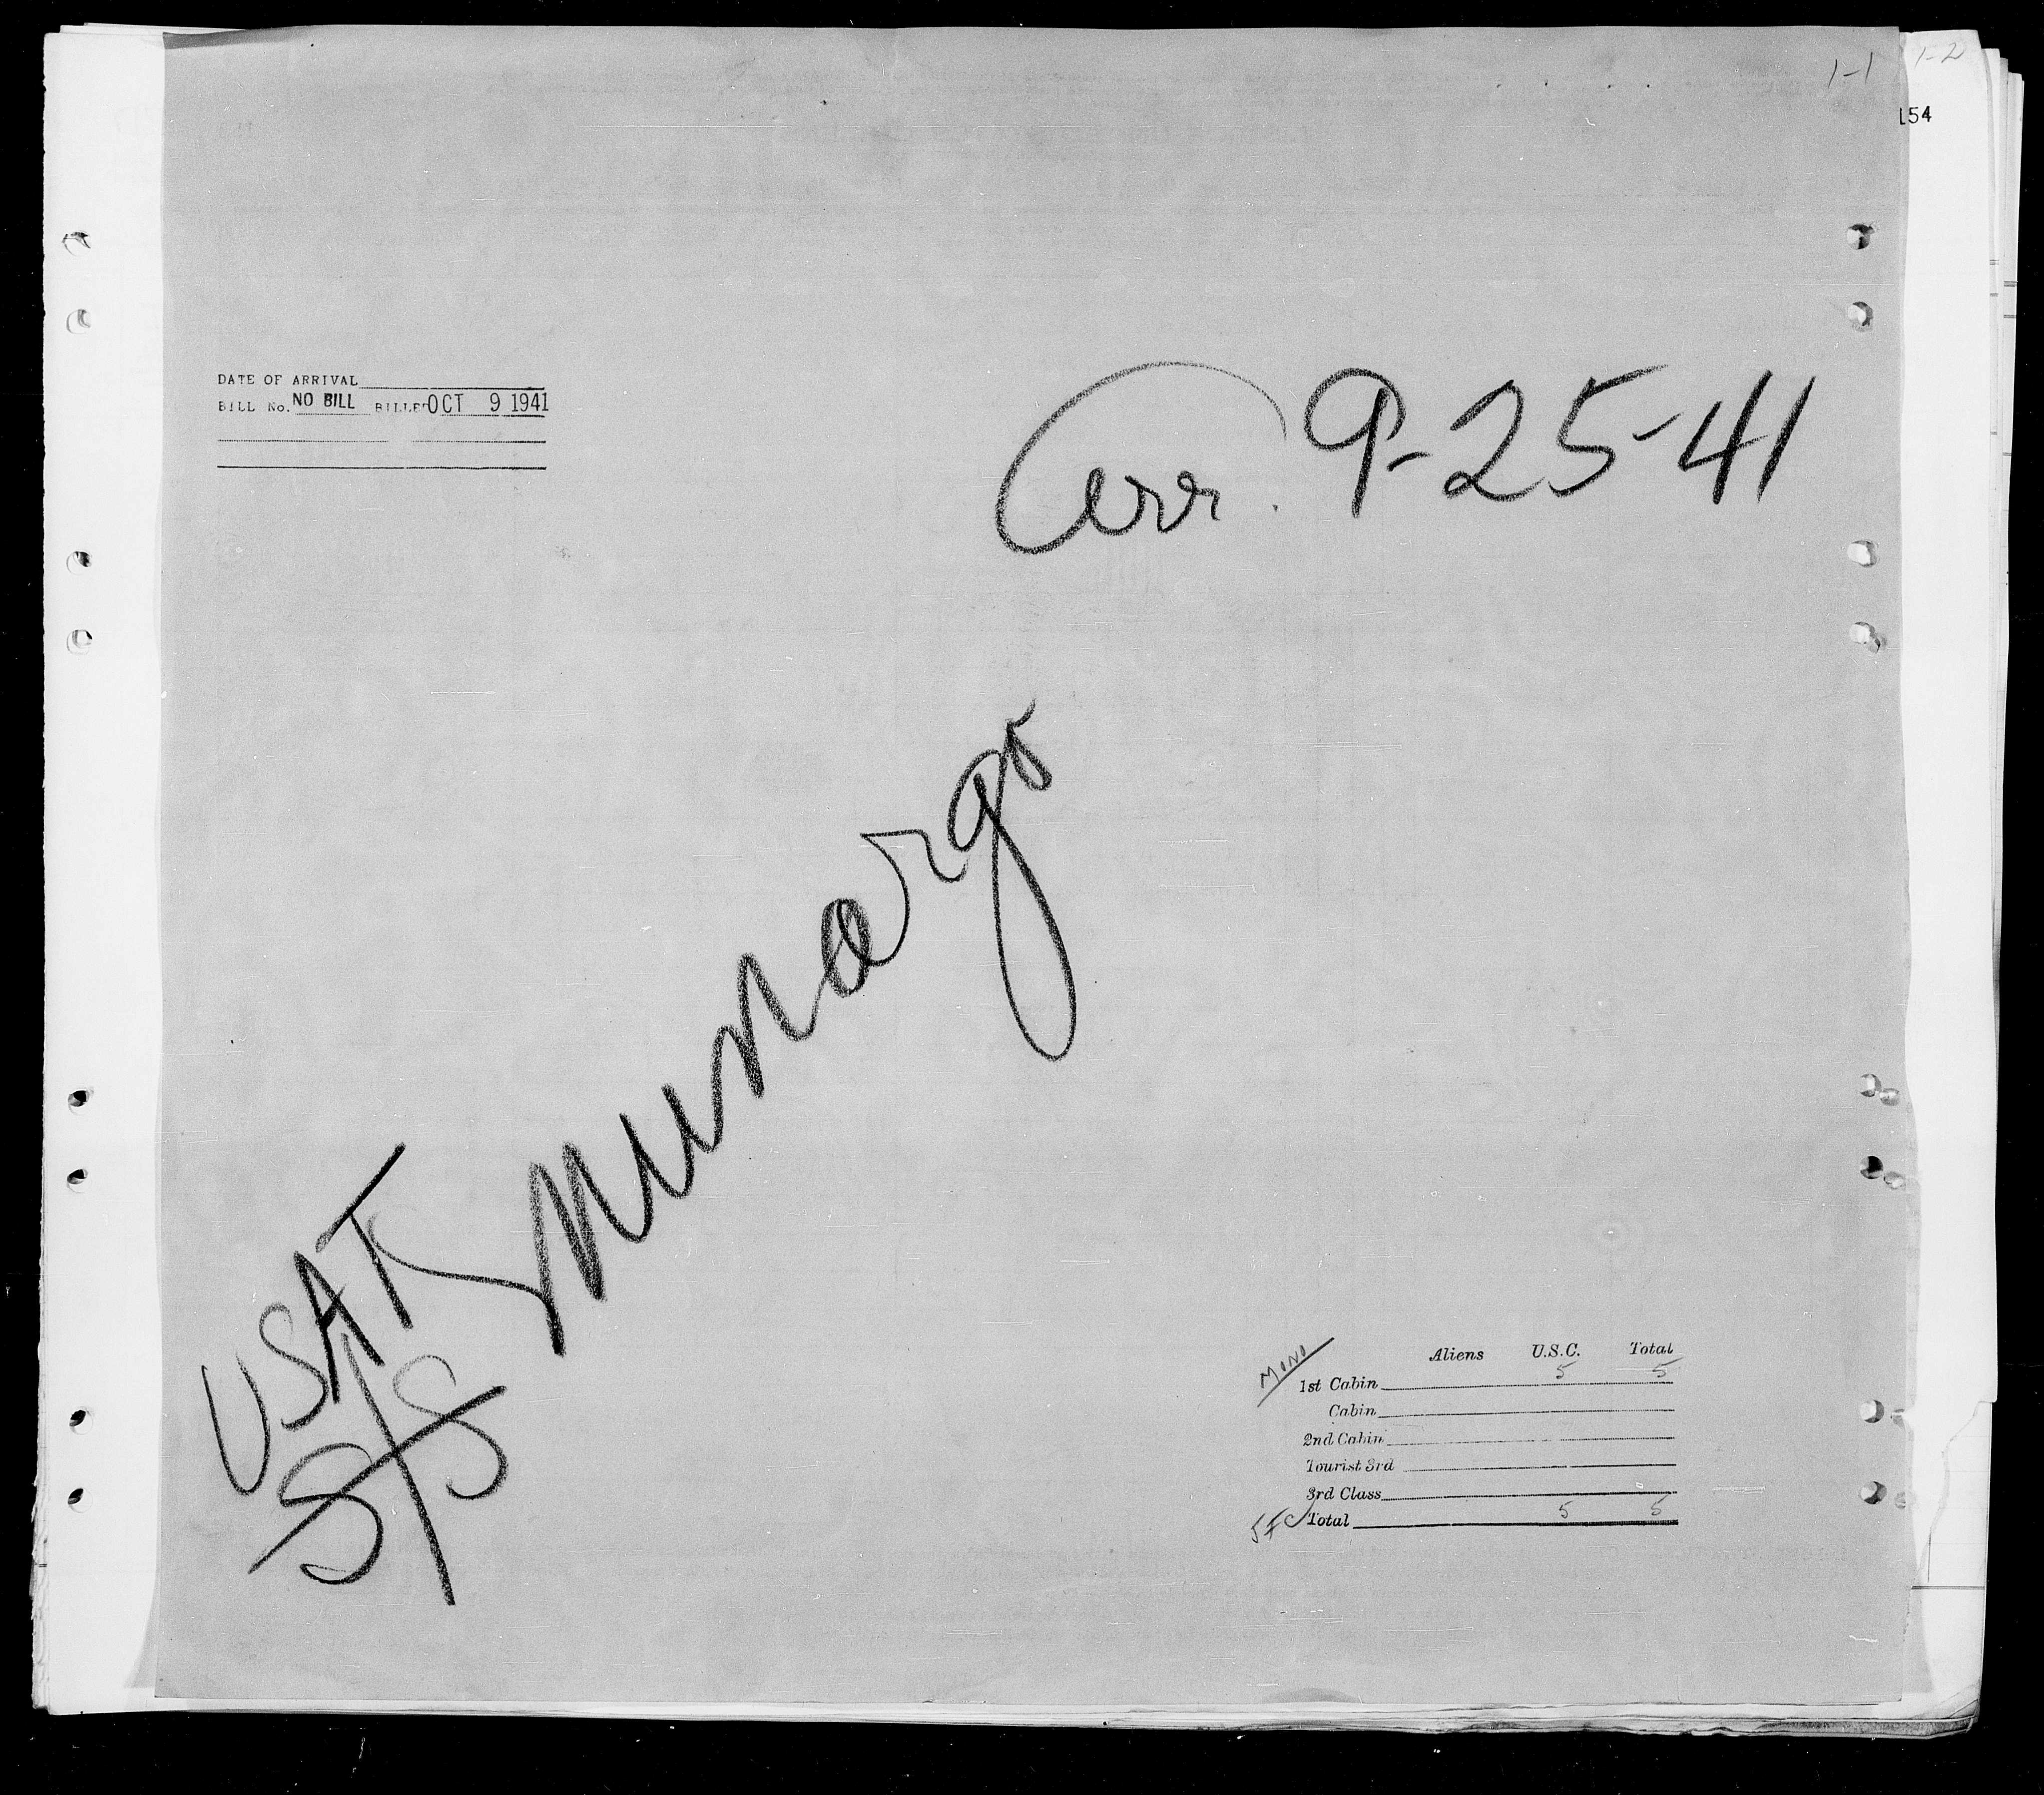 1-1 1-2
154
DATE OF ARRIVAL
BILL No. NO BILL BILLED OCT 9 1941
Arr. 9-25-41
USAT Munargo
S/S
MONO
Aliens U.S.C. Total
1st Cabin 5 5
Cabin
2nd Cabin
Tourist 3rd
3rd Class
Total 5 5